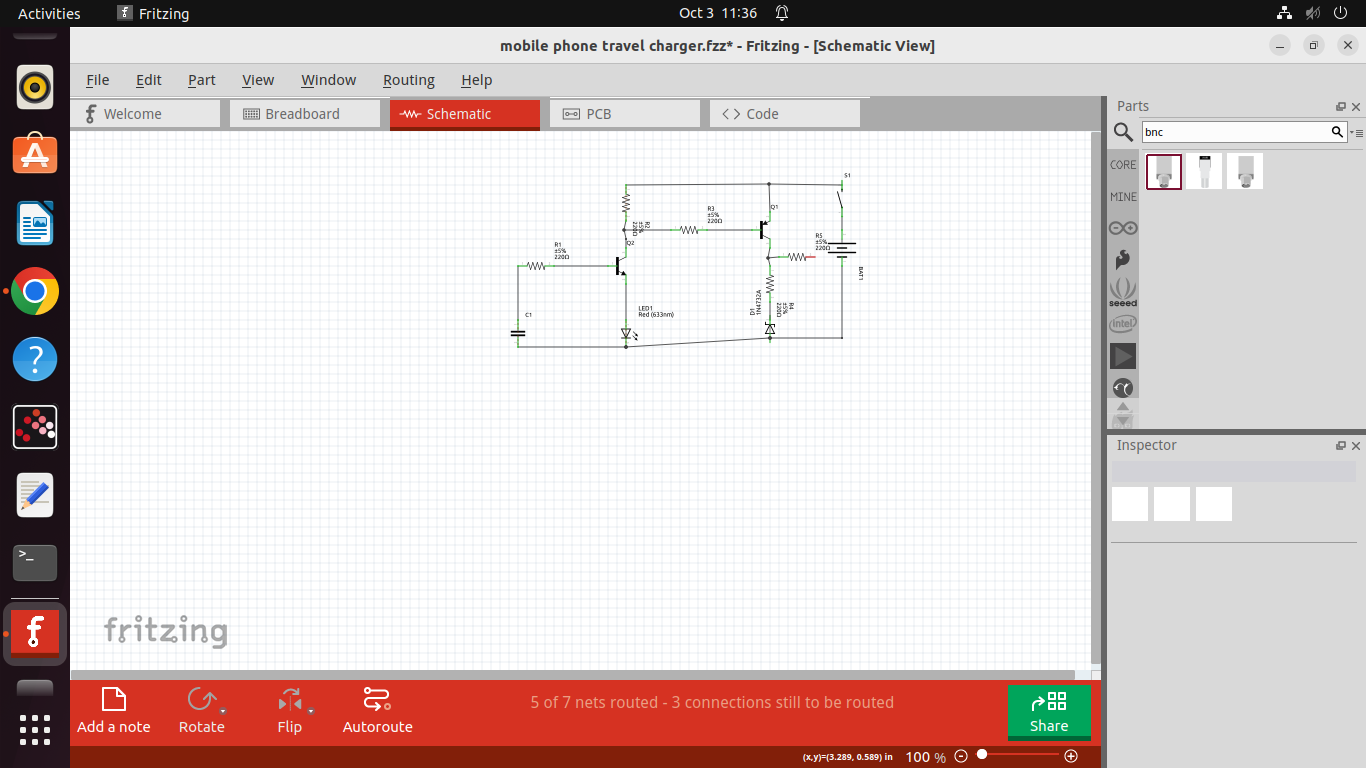 Activities
Fritzing
Oct 3 11:36
mobile phone travel charger.fzz* - Fritzing - [Schematic View]
File Edit Part View Window Routing Help
Welcome
Breadboard
Schematic
PCB
Code
Parts
bnc
CORE
MINE
seeed
intel
S1
R3
±5%
220Ω
Q1
R2
±5%
220Ω
Q2
R5
±5%
220Ω
R1
±5%
220Ω
BAT1
D1
1N4732A
R4
±5%
220Ω
LED1
Red (633nm)
C1
Inspector
fritzing
Add a note
Rotate
Flip
Autoroute
5 of 7 nets routed - 3 connections still to be routed
Share
(x,y)=(3.289, 0.589) in
100 %